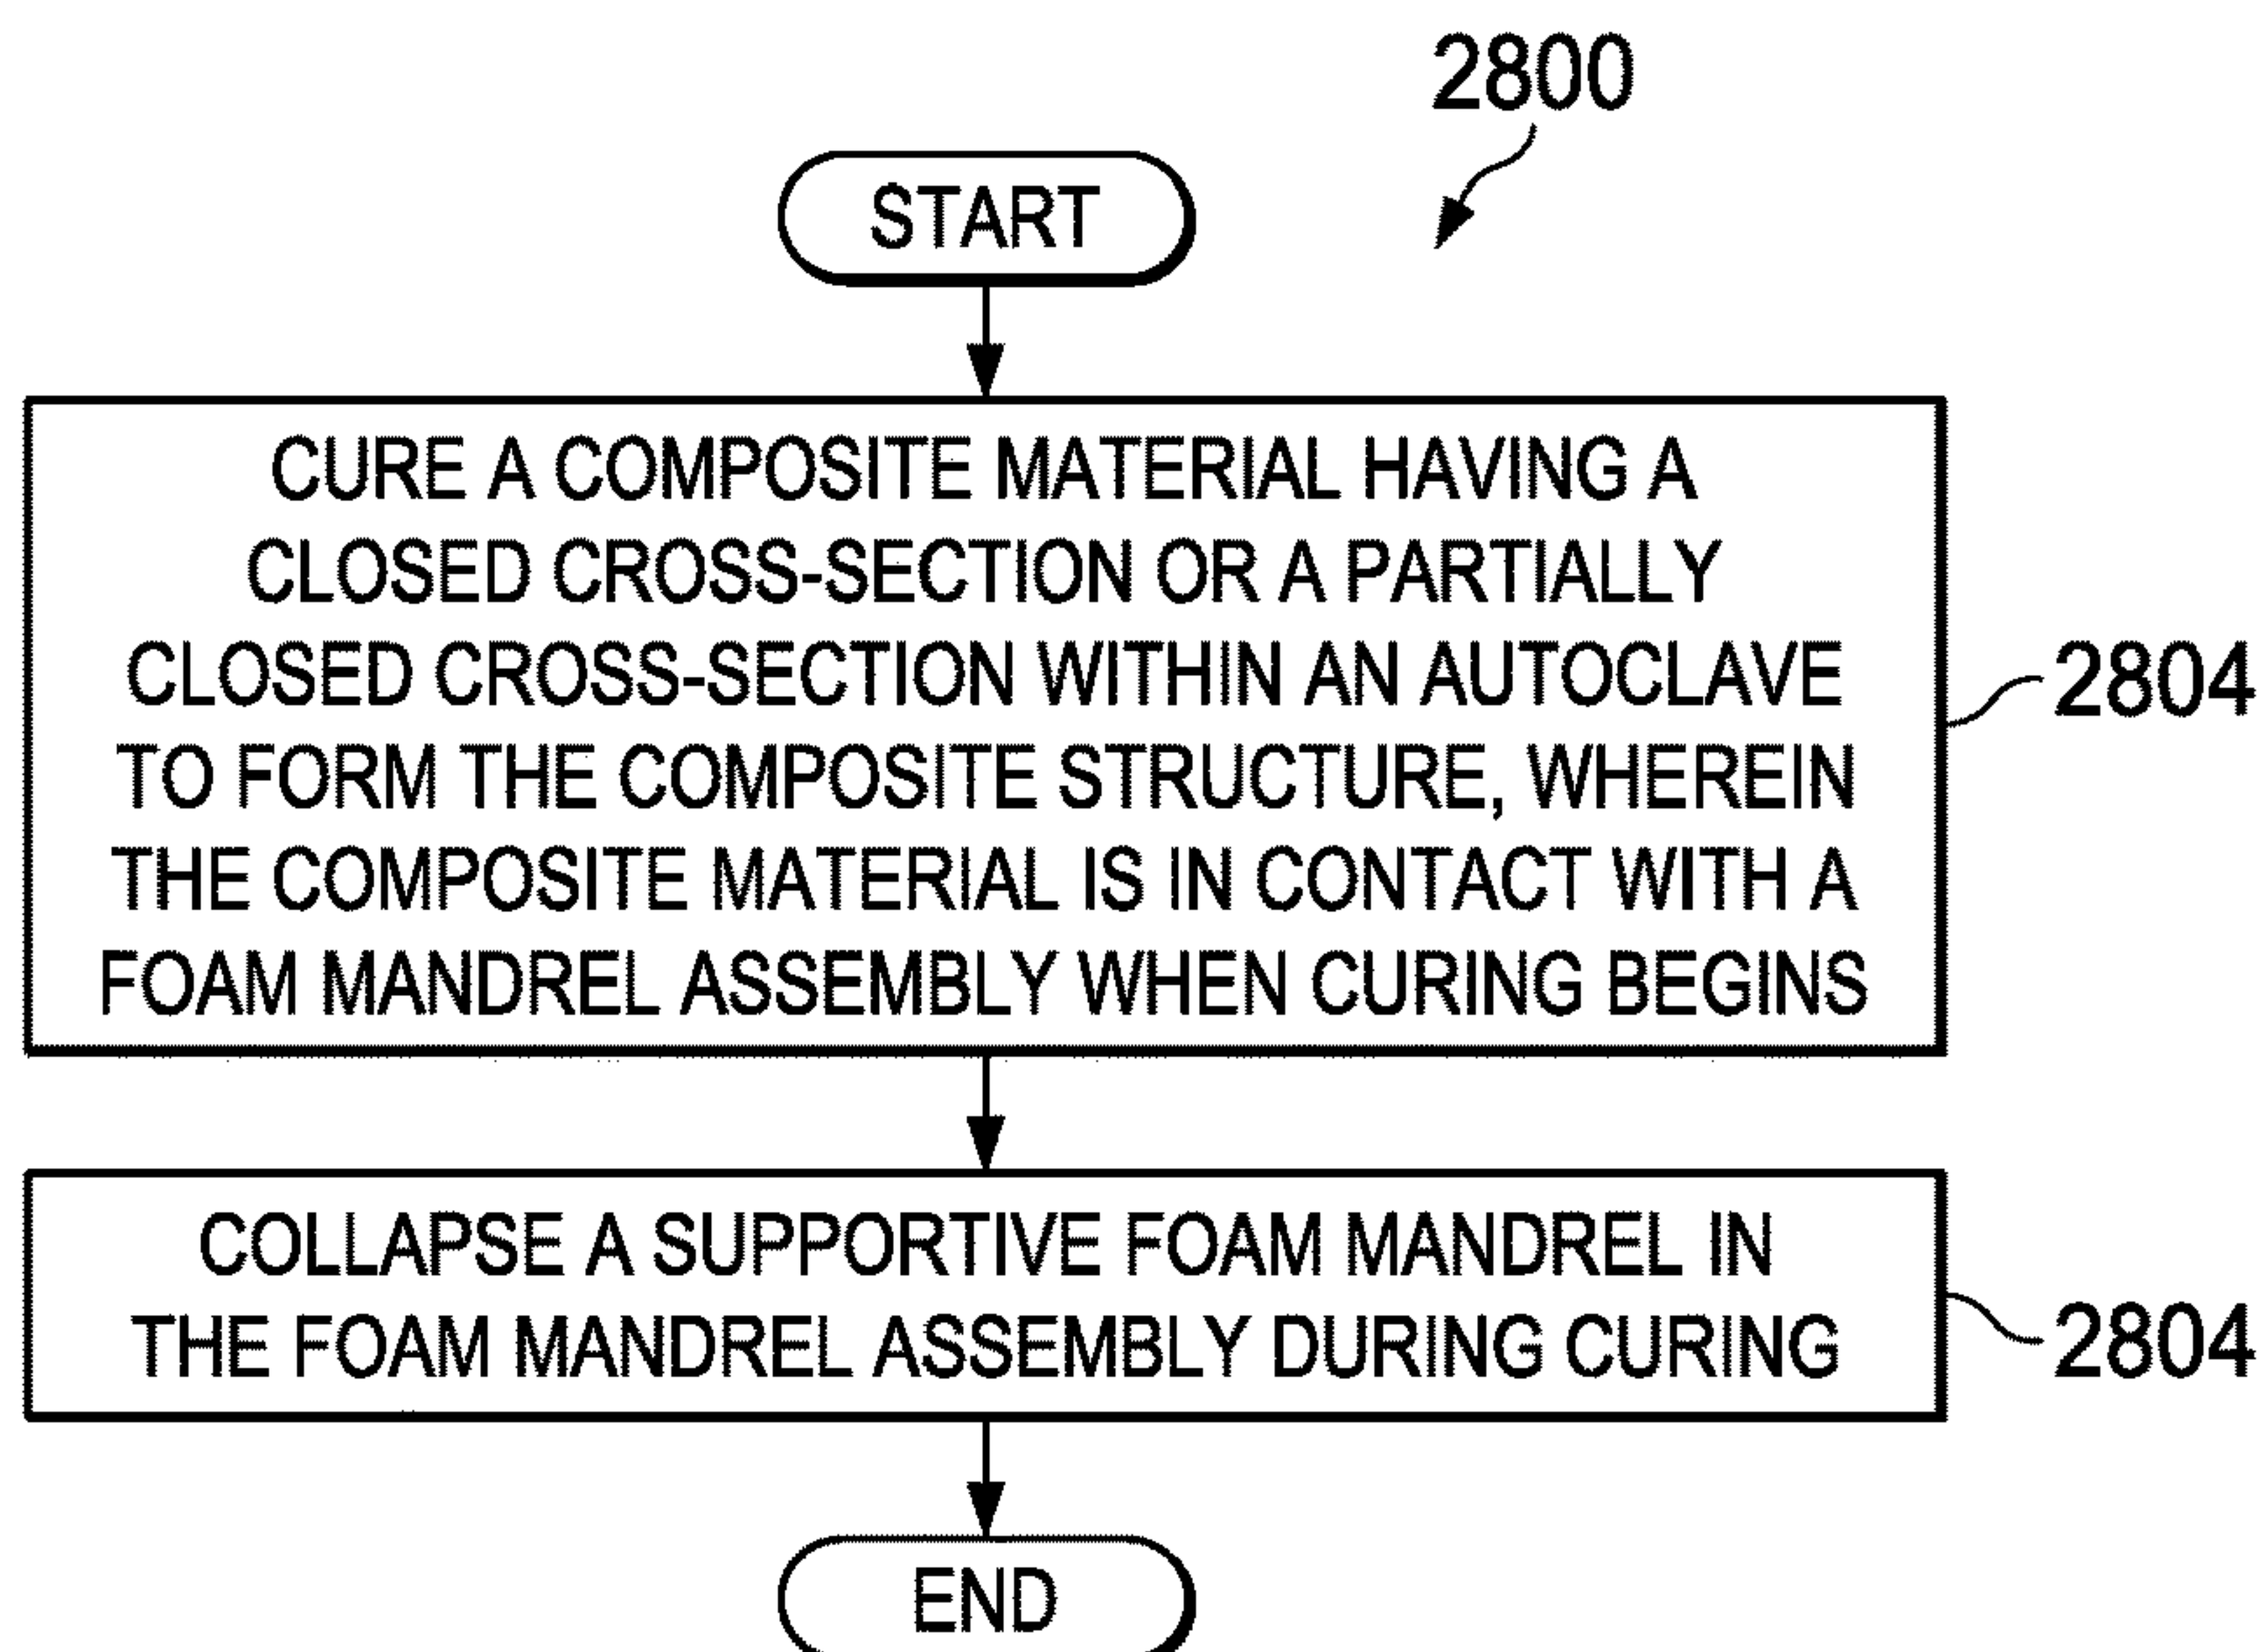 2800
START
CURE A COMPOSITE MATERIAL HAVING A
CLOSED CROSS-SECTION OR A PARTIALLY
CLOSED CROSS-SECTION WITHIN AN AUTOCLAVE
TO FORM THE COMPOSITE STRUCTURE, WHEREIN
THE COMPOSITE MATERIAL IS IN CONTACT WITH A
FOAM MANDREL ASSEMBLY WHEN CURING BEGINS
2804
COLLAPSE A SUPPORTIVE FOAM MANDREL IN
THE FOAM MANDREL ASSEMBLY DURING CURING
2804
END